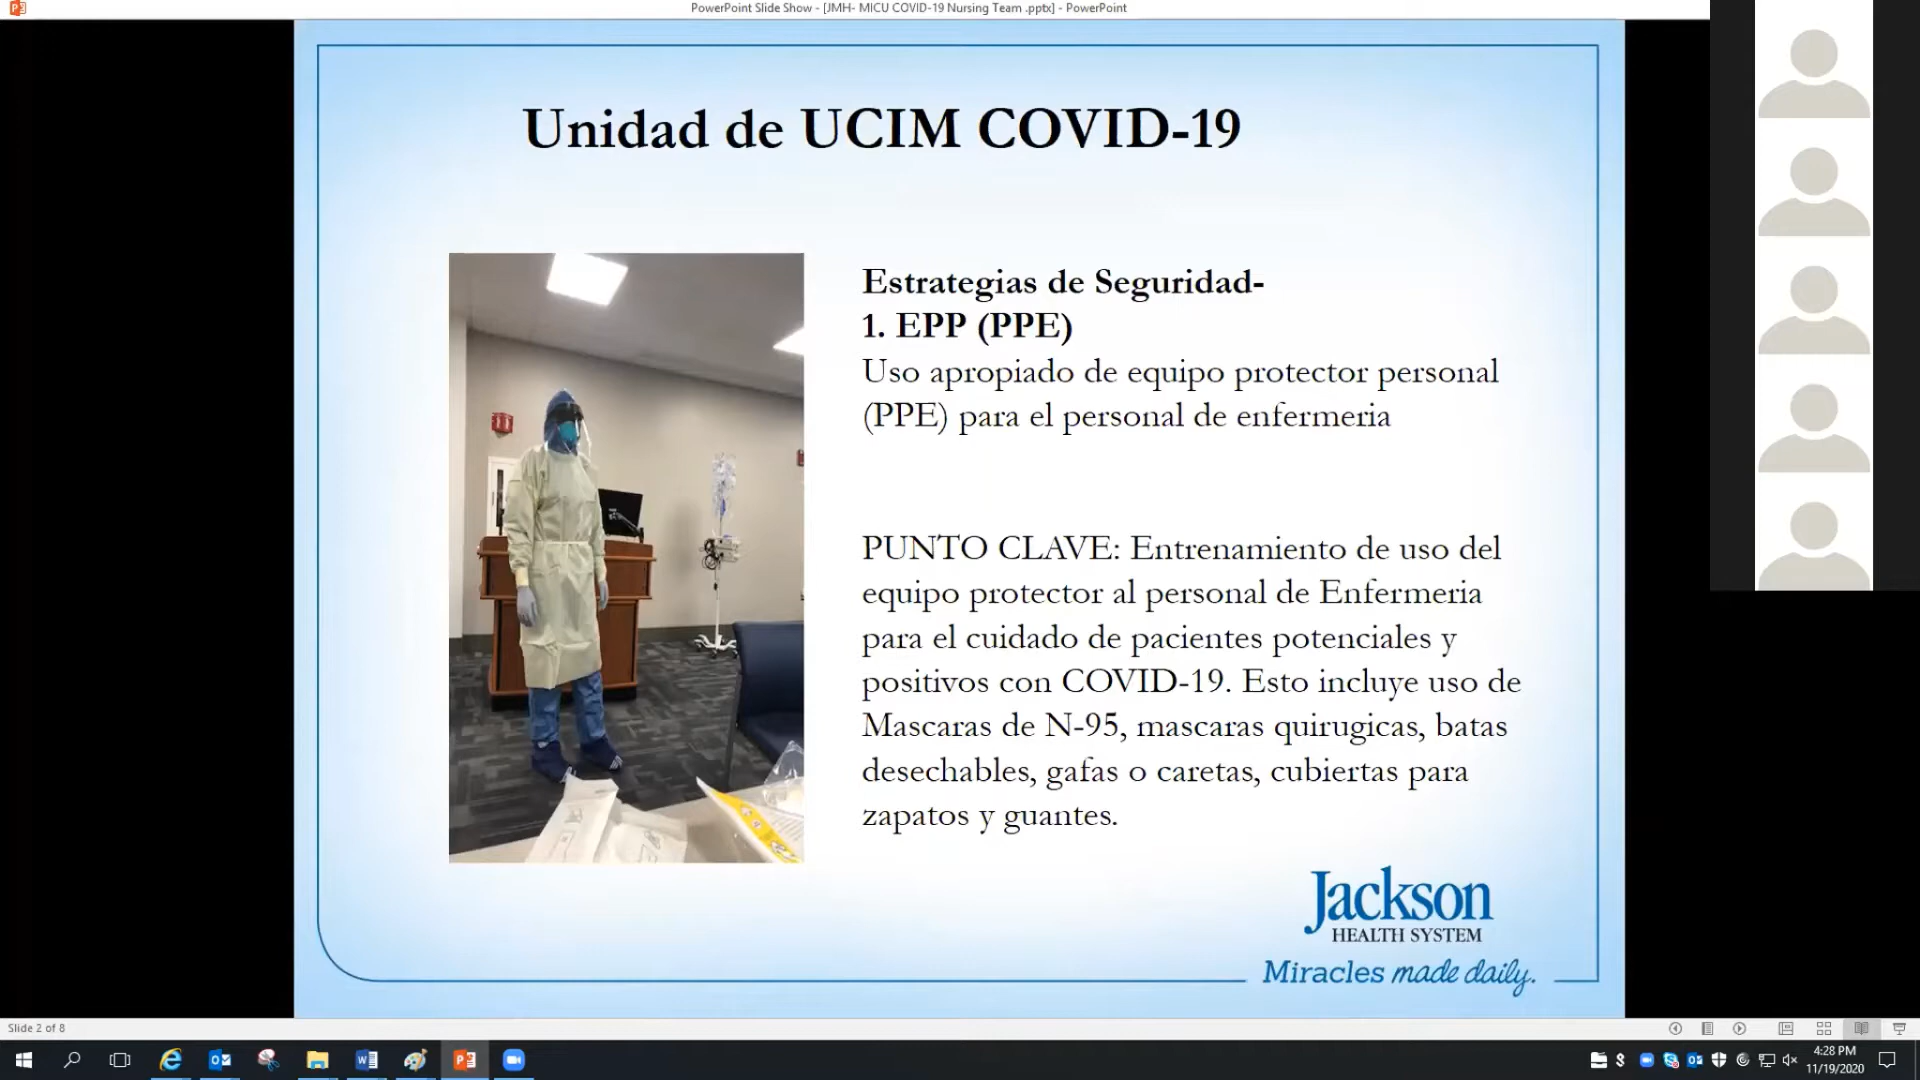 PowerPoint Slide Show - [JMH- MICU COVID-19 Nursing Team .pptx] - PowerPoint
Unidad de UCIM COVID-19
Estrategias de Seguridad-
1. EPP (PPE)
Uso apropiado de equipo protector personal
(PPE) para el personal de enfermeria
PUNTO CLAVE: Entrenamiento de uso del
equipo protector al personal de Enfermeria
para el cuidado de pacientes potenciales y
positivos con COVID-19. Esto incluye uso de
Mascaras de N-95, mascaras quirugicas, batas
desechables, gafas o caretas, cubiertas para
zapatos y guantes.
Jackson
HEALTH SYSTEM
Miracles made daily.
Slide 2 of 8
4:28 PM
11/19/2020